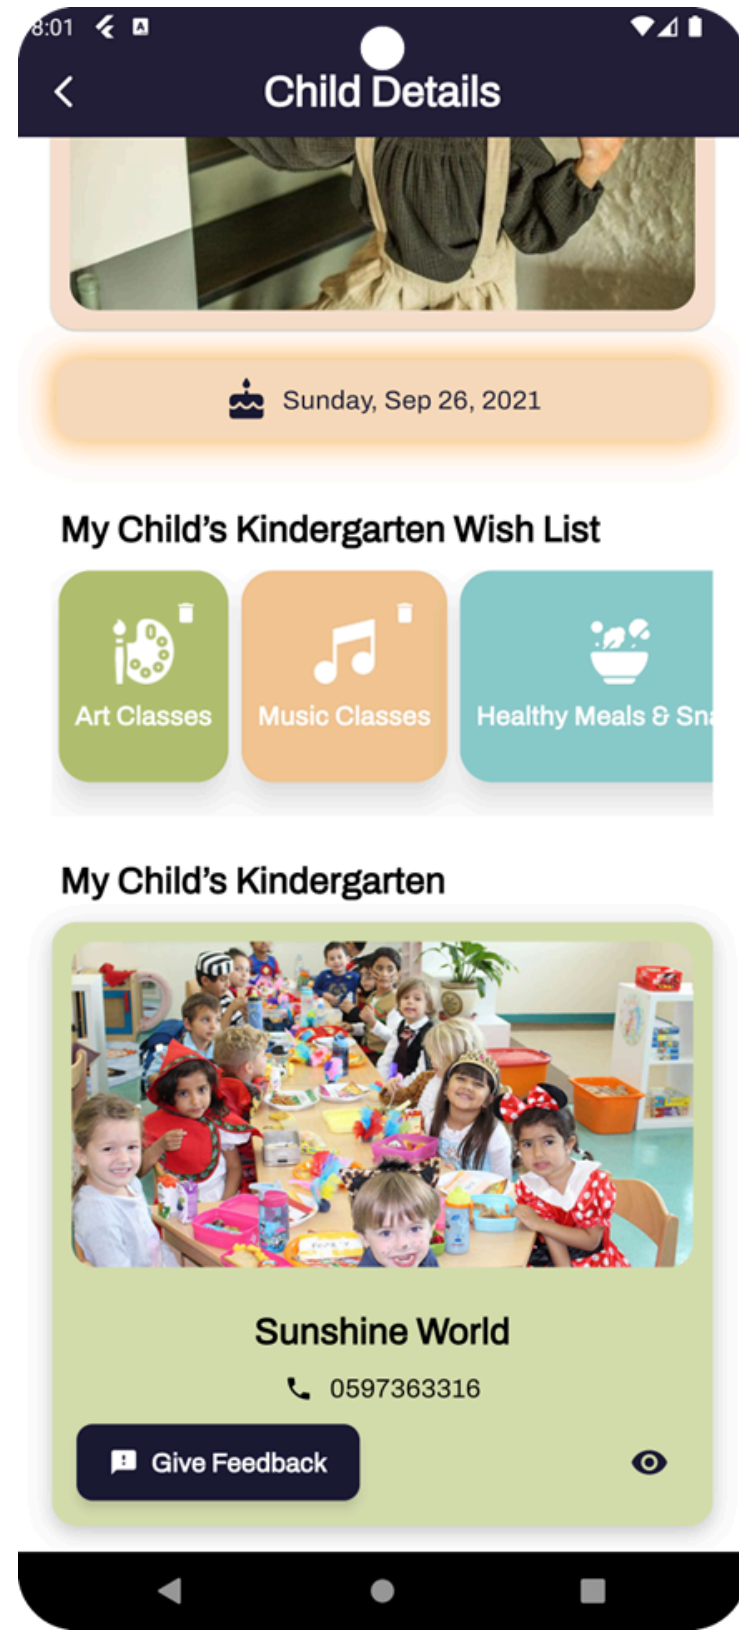 8:01
Child Details
Sunday, Sep 26, 2021
My Child's Kindergarten Wish List
Art Classes
Music Classes
Healthy Meals & Sna
My Child's Kindergarten
Sunshine World
0597363316
Give Feedback